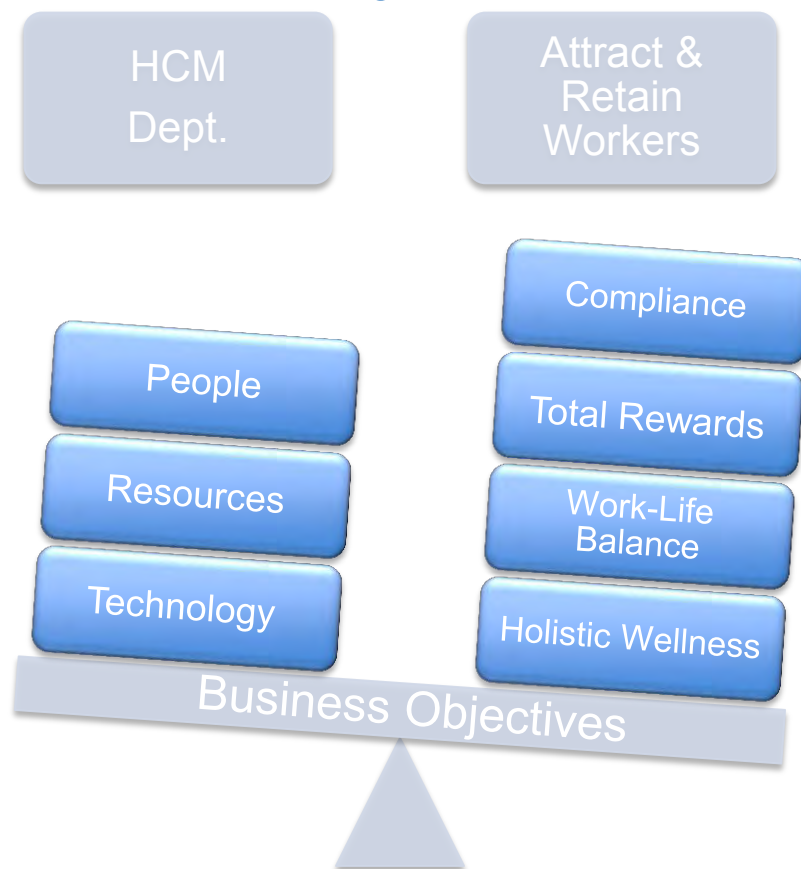 HCM
Dept.
Attract &
Retain
Workers
People
Resources
Technology
Compliance
Total Rewards
Work-Life
Balance
Holistic Wellness
Business Objectives